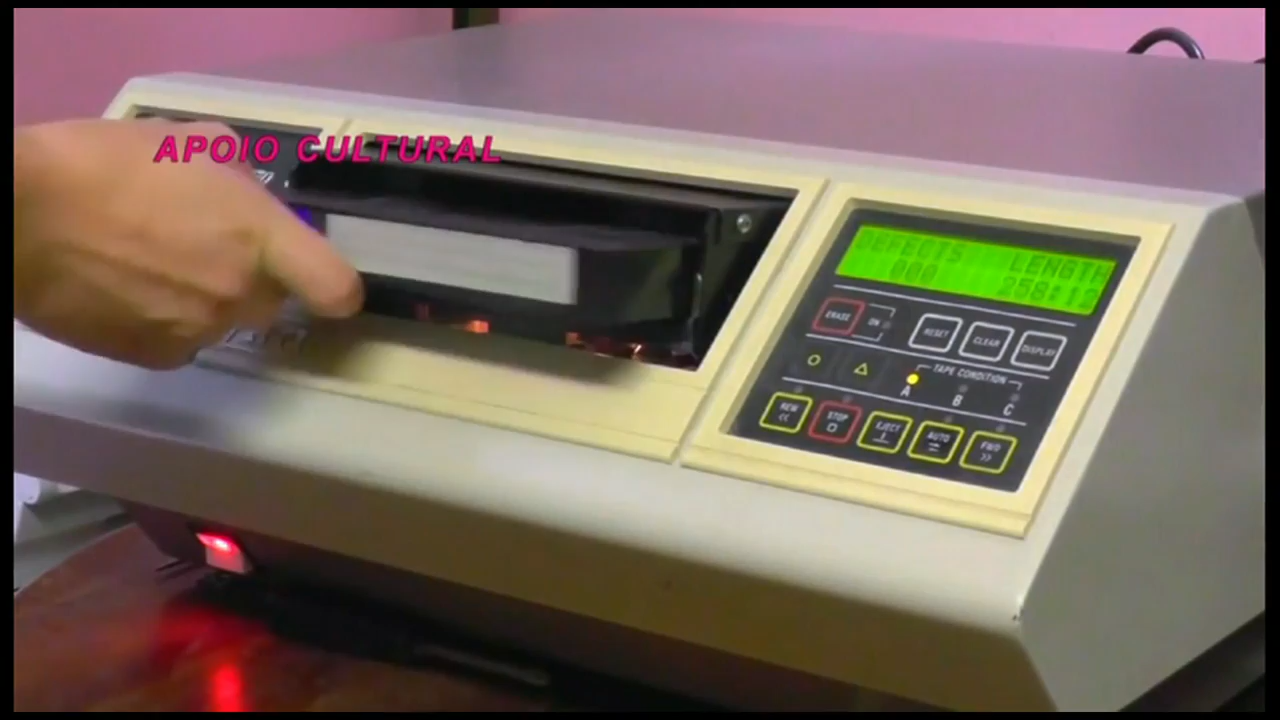 APOIO CULTURAL
DEFECTS LENGTH
000 258:12
ERASE ON RESET CLEAR DISPLAY
TAPE CONDITION
A B C
REW << STOP EJECT AUTO FWD >>